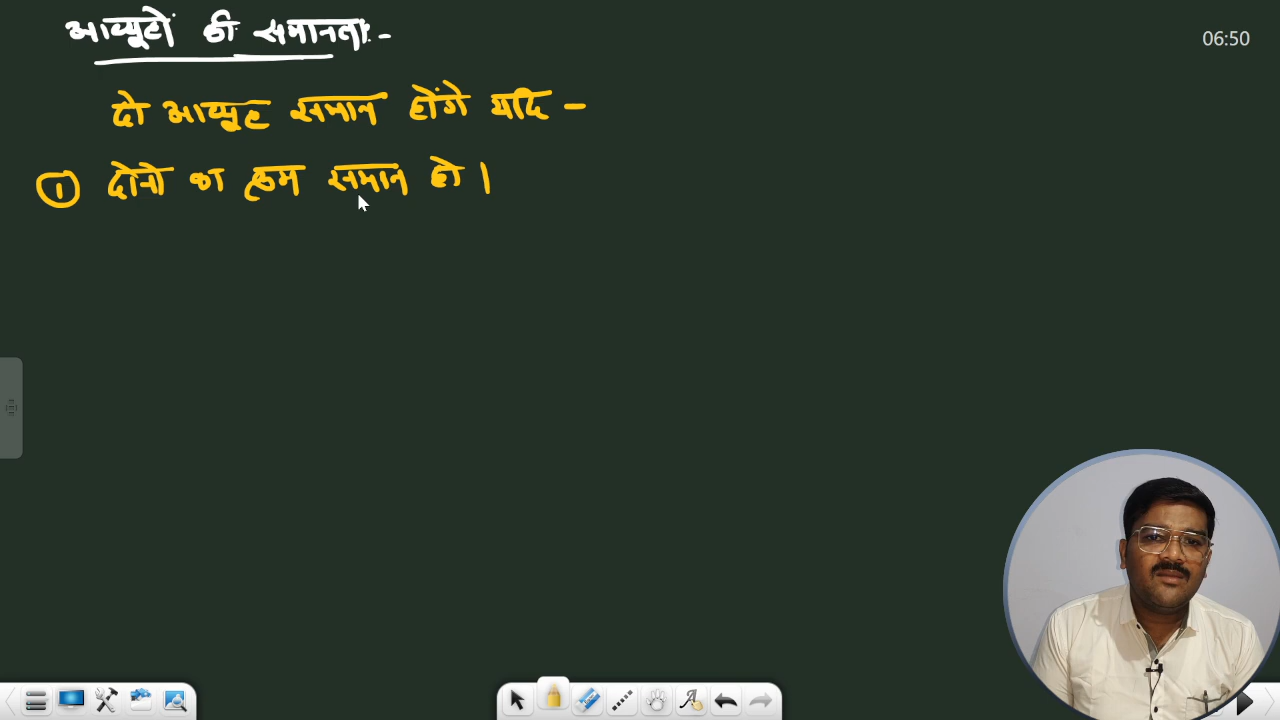 आव्यूहों की समानता:-
06:50
दो आव्यूह समान होंगे यदि -
① दोनो का क्रम समान हो।